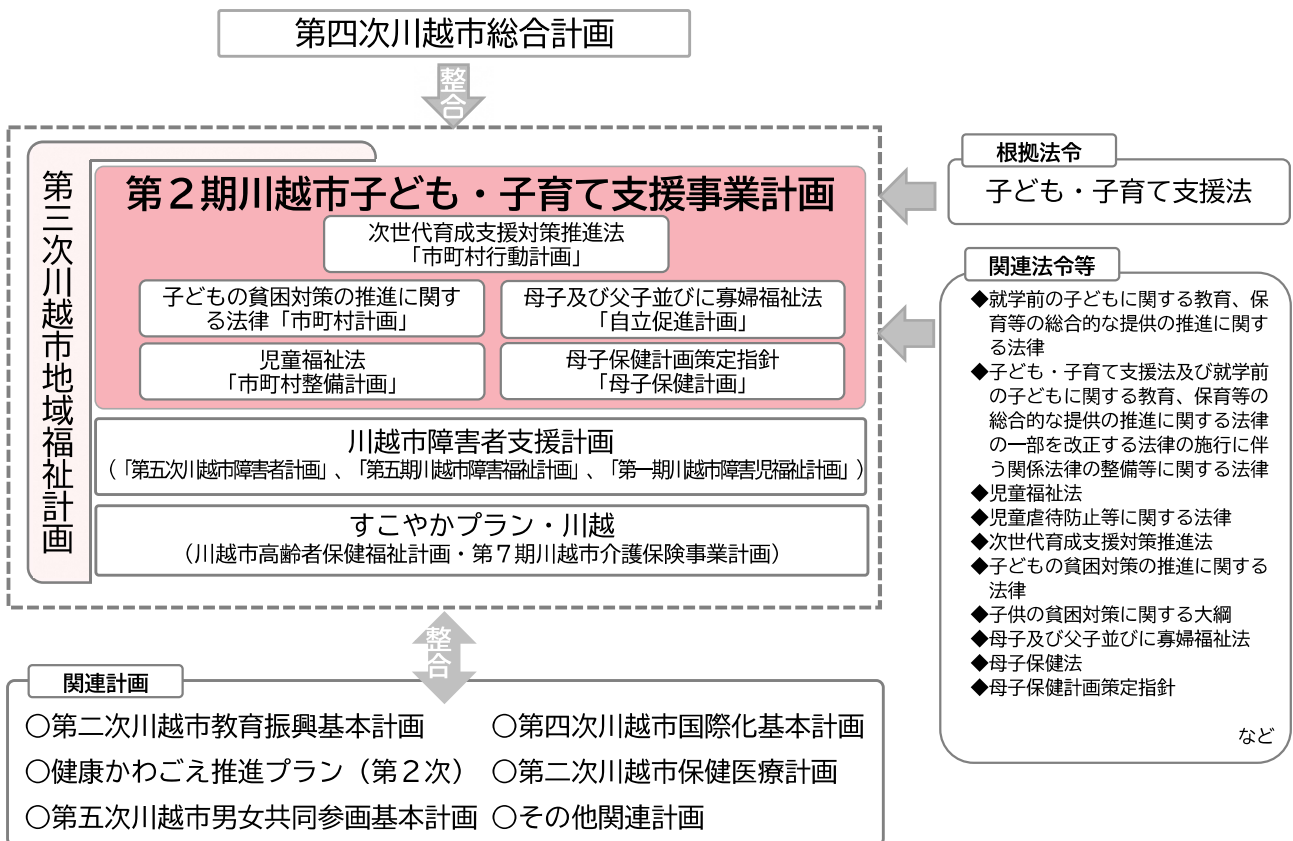 第四次川越市総合計画
整合
第三次川越市地域福祉計画
第２期川越市子ども・子育て支援事業計画
次世代育成支援対策推進法
「市町村行動計画」
子どもの貧困対策の推進に関す
る法律「市町村計画」
母子及び父子並びに寡婦福祉法
「自立促進計画」
児童福祉法
「市町村整備計画」
母子保健計画策定指針
「母子保健計画」
川越市障害者支援計画
（「第五次川越市障害者計画」、「第五期川越市障害福祉計画」、「第一期川越市障害児福祉計画」）
すこやかプラン・川越
（川越市高齢者保健福祉計画・第７期川越市介護保険事業計画）
根拠法令
子ども・子育て支援法
関連法令等
◆就学前の子どもに関する教育、保
育等の総合的な提供の推進に関す
る法律
◆子ども・子育て支援法及び就学前
の子どもに関する教育、保育等の
総合的な提供の推進に関する法律
の一部を改正する法律の施行に伴
う関係法律の整備等に関する法律
◆児童福祉法
◆児童虐待防止等に関する法律
◆次世代育成支援対策推進法
◆子どもの貧困対策の推進に関する
法律
◆子供の貧困対策に関する大綱
◆母子及び父子並びに寡婦福祉法
◆母子保健法
◆母子保健計画策定指針
など
整合
関連計画
○第二次川越市教育振興基本計画
○第四次川越市国際化基本計画
○健康かわごえ推進プラン（第２次）
○第二次川越市保健医療計画
○第五次川越市男女共同参画基本計画
○その他関連計画